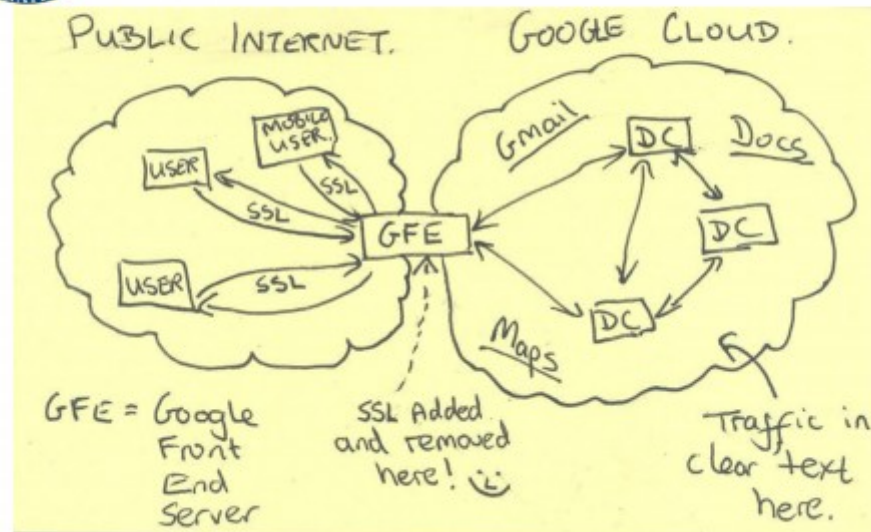 PUBLIC INTERNET.
GOOGLE CLOUD.
MOBILE
USER.
USER
SSL
SSL
GFE
USER
SSL
Gmail
DC
Docs
DC
DC
Maps
GFE = Google
Front
End
Server
SSL Added
and removed
here!
Traffic in
clear text
here.